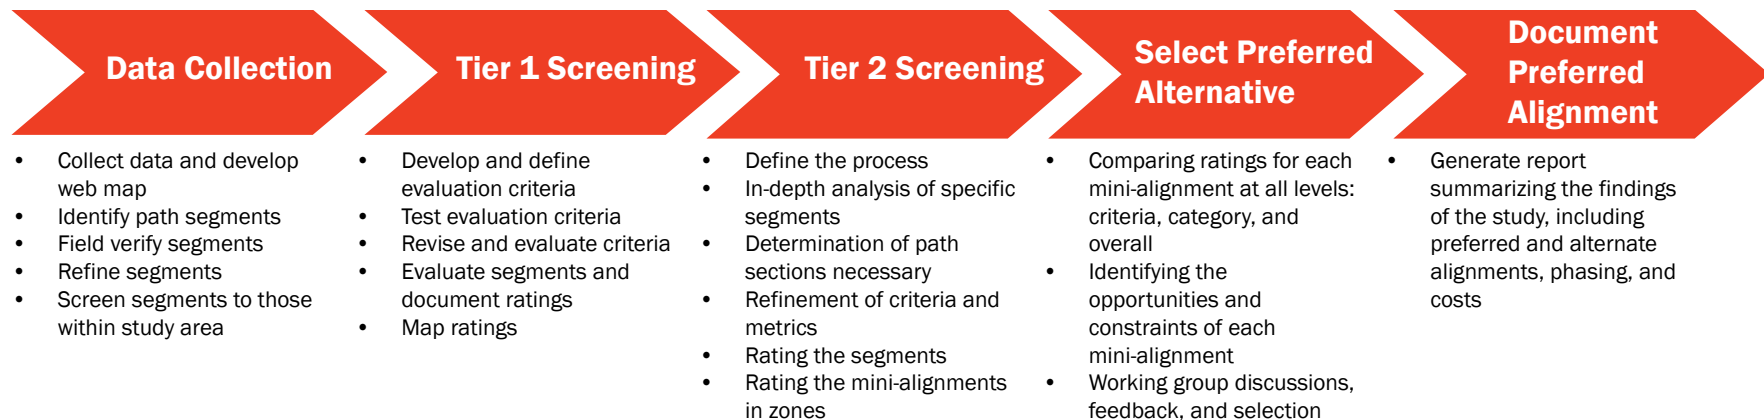 Data Collection
• Collect data and develop
web map
• Identify path segments
• Field verify segments
• Refine segments
• Screen segments to those
within study area
Tier 1 Screening
• Develop and define
evaluation criteria
• Test evaluation criteria
• Revise and evaluate criteria
• Evaluate segments and
document ratings
• Map ratings
Tier 2 Screening
• Define the process
• In-depth analysis of specific
segments
• Determination of path
sections necessary
• Refinement of criteria and
metrics
• Rating the segments
• Rating the mini-alignments
in zones
Select Preferred
Alternative
• Comparing ratings for each
mini-alignment at all levels:
criteria, category, and
overall
• Identifying the
opportunities and
constraints of each
mini-alignment
• Working group discussions,
feedback, and selection
Document
Preferred
Alignment
• Generate report
summarizing the findings
of the study, including
preferred and alternate
alignments, phasing, and
costs